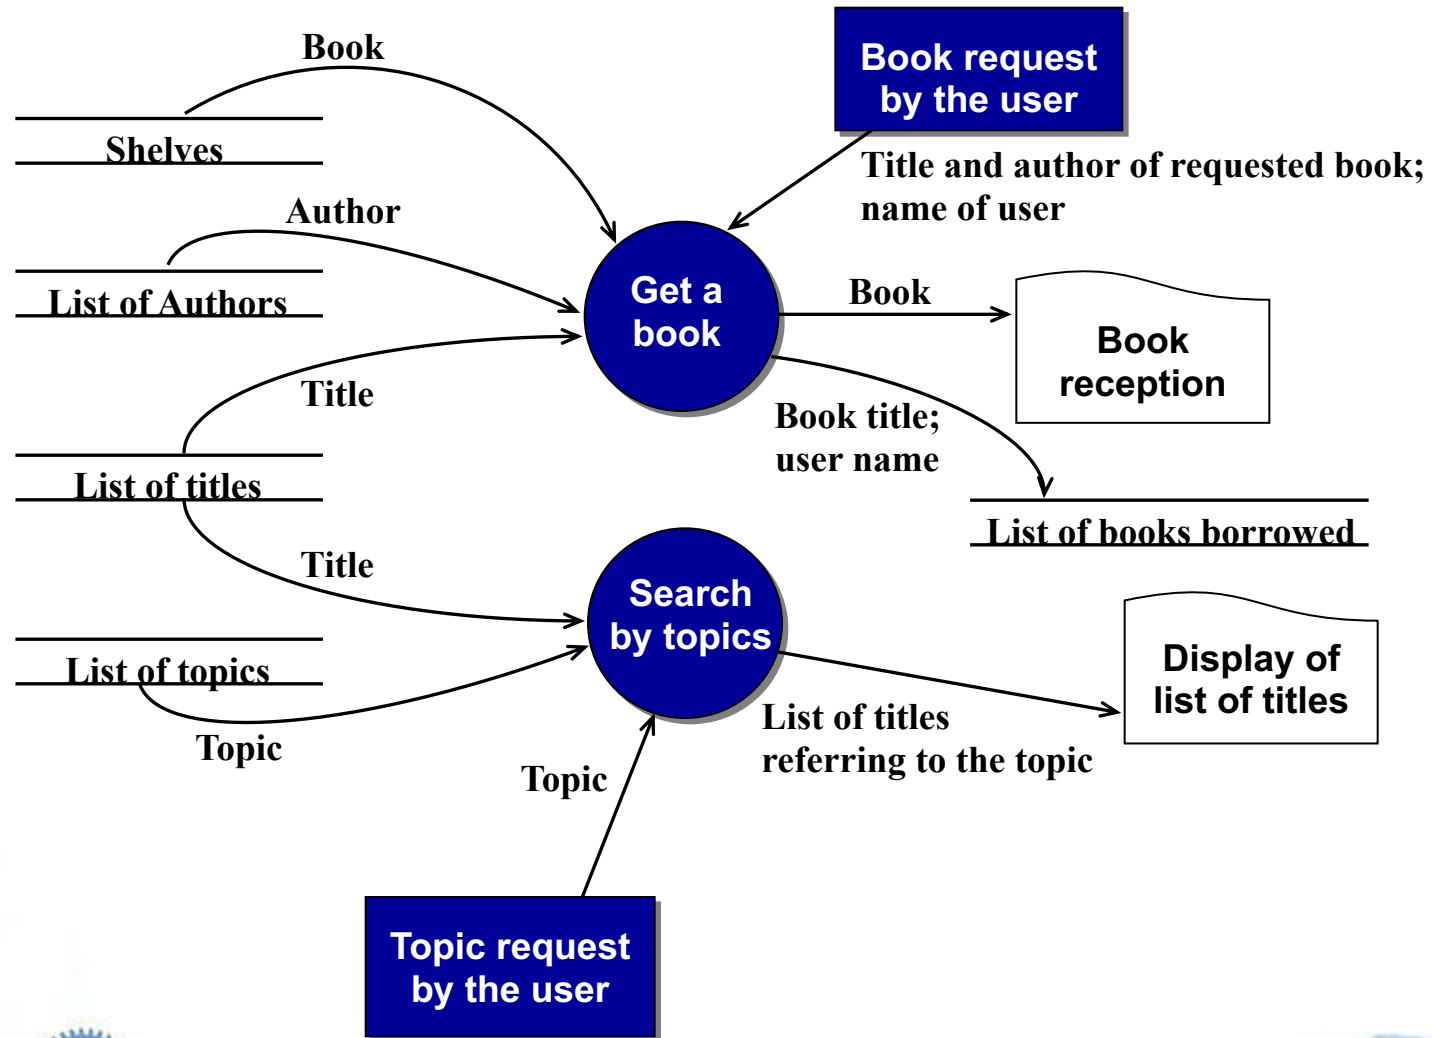 Book
Book request
by the user
Shelves
Title and author of requested book;
name of user
Author
List of Authors
Get a
book
Book
Book
reception
Title
Book title;
user name
List of titles
List of books borrowed
Title
Search
by topics
List of topics
Display of
list of titles
Topic
List of titles
referring to the topic
Topic
Topic request
by the user